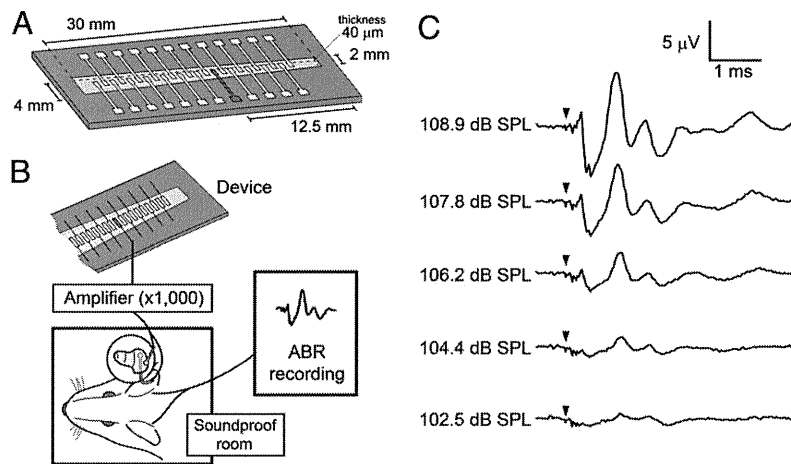 A
30 mm
thickness
40 μm
2 mm
4 mm
12.5 mm
B
Device
Amplifier (x1,000)
ABR
recording
Soundproof
room
C
5 μV
1 ms
108.9 dB SPL
107.8 dB SPL
106.2 dB SPL
104.4 dB SPL
102.5 dB SPL